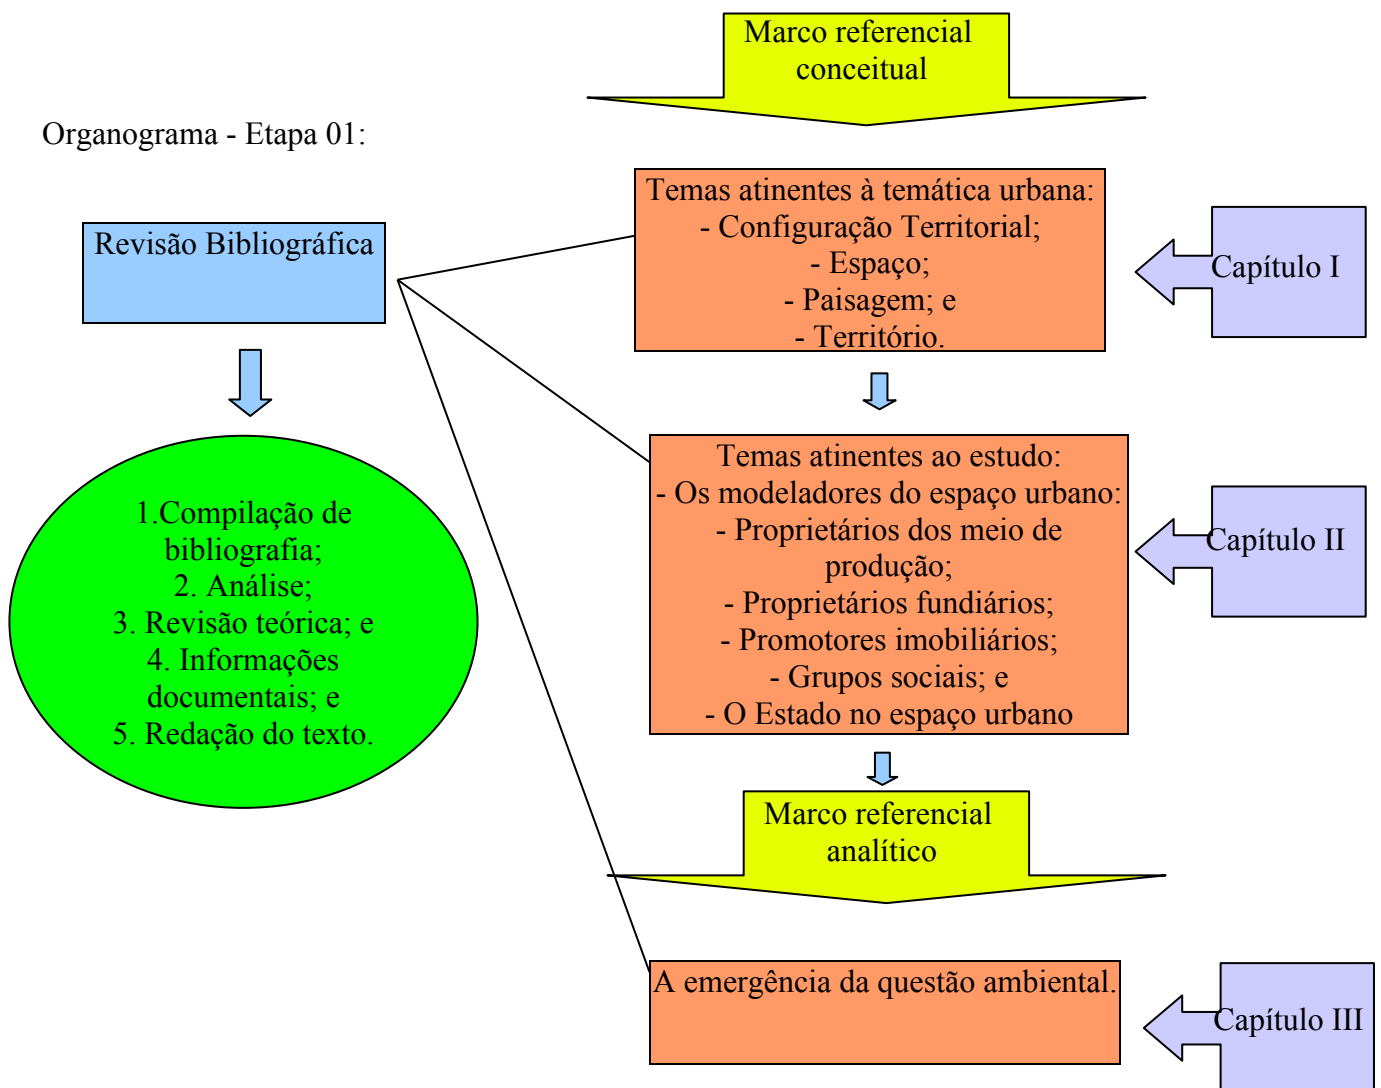 Marco referencial
conceitual
Organograma - Etapa 01:
Revisão Bibliográfica
Temas atinentes à temática urbana:
- Configuração Territorial;
- Espaço;
- Paisagem; e
- Território.
Capítulo I
1.Compilação de
bibliografia;
2. Análise;
3. Revisão teórica; e
4. Informações
documentais; e
5. Redação do texto.
Temas atinentes ao estudo:
- Os modeladores do espaço urbano:
- Proprietários dos meio de
produção;
- Proprietários fundiários;
- Promotores imobiliários;
- Grupos sociais; e
- O Estado no espaço urbano
Capítulo II
Marco referencial
analítico
A emergência da questão ambiental.
Capítulo III